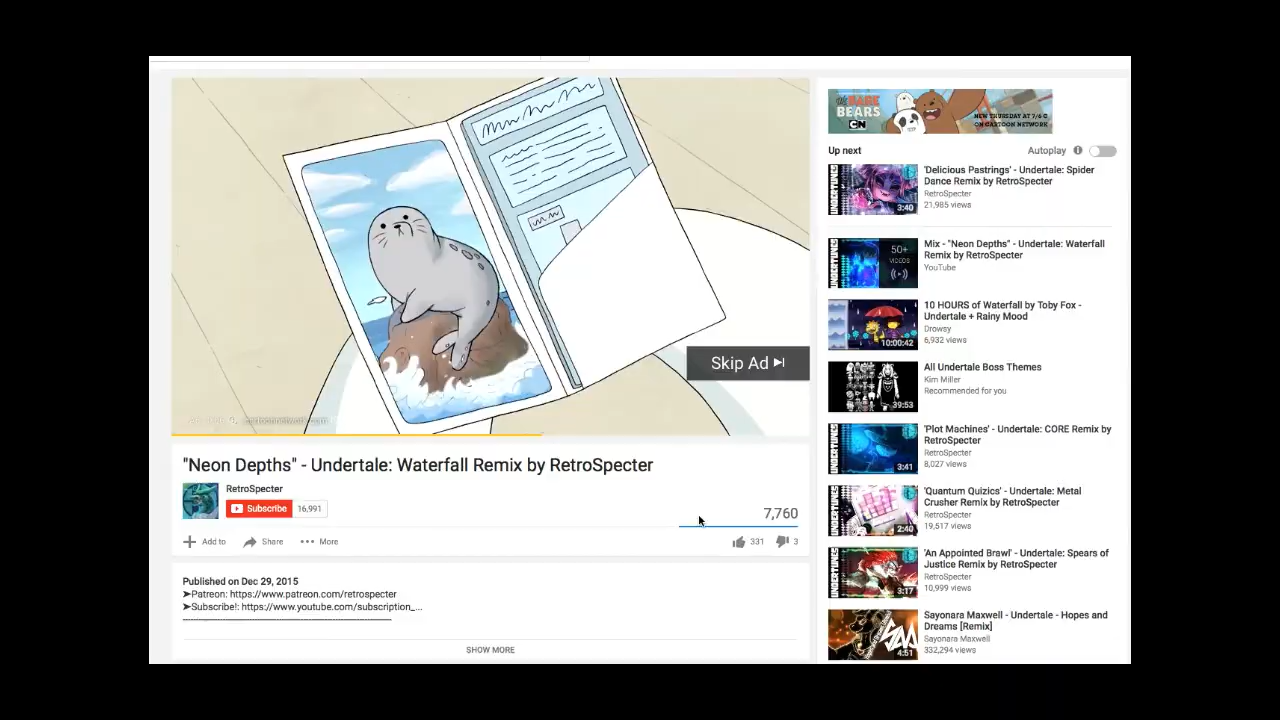 Skip Ad
"Neon Depths" - Undertale: Waterfall Remix by RetroSpecter
RetroSpecter
Subscribe 16,991
7,760
Add to Share More 331 3
Published on Dec 29, 2015
➤Patreon: https://www.patreon.com/retrospecter
➤Subscribe!: https://www.youtube.com/subscription_...
SHOW MORE
BEARS
CN
NEW THURSDAY AT 7/6 C
ON CARTOON NETWORK
Up next Autoplay
UNDERTUNES
3:40
'Delicious Pastrings' - Undertale: Spider
Dance Remix by RetroSpecter
RetroSpecter
21,985 views
UNDERTUNES
50+
VIDEOS
Mix - "Neon Depths" - Undertale: Waterfall
Remix by RetroSpecter
YouTube
10:00:42
10 HOURS of Waterfall by Toby Fox -
Undertale + Rainy Mood
Drowsy
6,932 views
39:53
All Undertale Boss Themes
Kim Miller
Recommended for you
UNDERTUNES
3:41
'Plot Machines' - Undertale: CORE Remix by
RetroSpecter
RetroSpecter
8,027 views
UNDERTUNES
2:40
'Quantum Quizics' - Undertale: Metal
Crusher Remix by RetroSpecter
RetroSpecter
19,517 views
UNDERTUNES
3:17
'An Appointed Brawl' - Undertale: Spears of
Justice Remix by RetroSpecter
RetroSpecter
10,999 views
4:51
Sayonara Maxwell - Undertale - Hopes and
Dreams [Remix]
Sayonara Maxwell
332,294 views